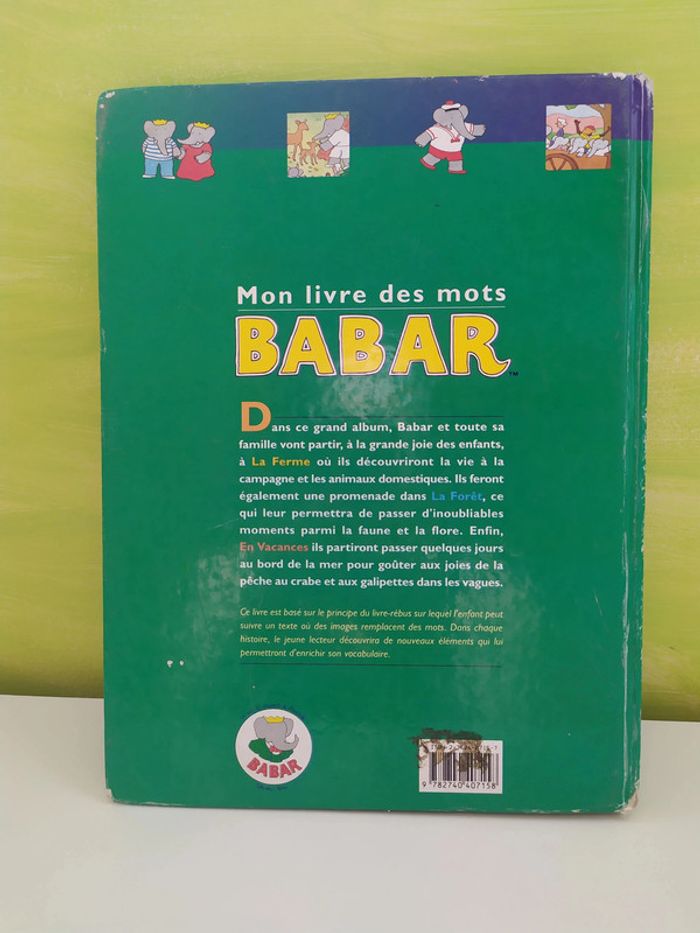 Mon livre des mots
BABAR™
Dans ce grand album, Babar et toute sa
famille vont partir, à la grande joie des enfants,
à La Ferme où ils découvriront la vie à la
campagne et les animaux domestiques. Ils feront
également une promenade dans La Forêt, ce
qui leur permettra de passer d'inoubliables
moments parmi la faune et la flore. Enfin,
En Vacances ils partiront passer quelques jours
au bord de la mer pour goûter aux joies de la
pêche au crabe et aux galipettes dans les vagues.
Ce livre est basé sur le principe du livre-rébus sur lequel l'enfant peut
suivre un texte où des images remplacent des mots. Dans chaque
histoire, le jeune lecteur découvrira de nouveaux éléments qui lui
permettront d'enrichir son vocabulaire.
BABAR
9 782740 407158